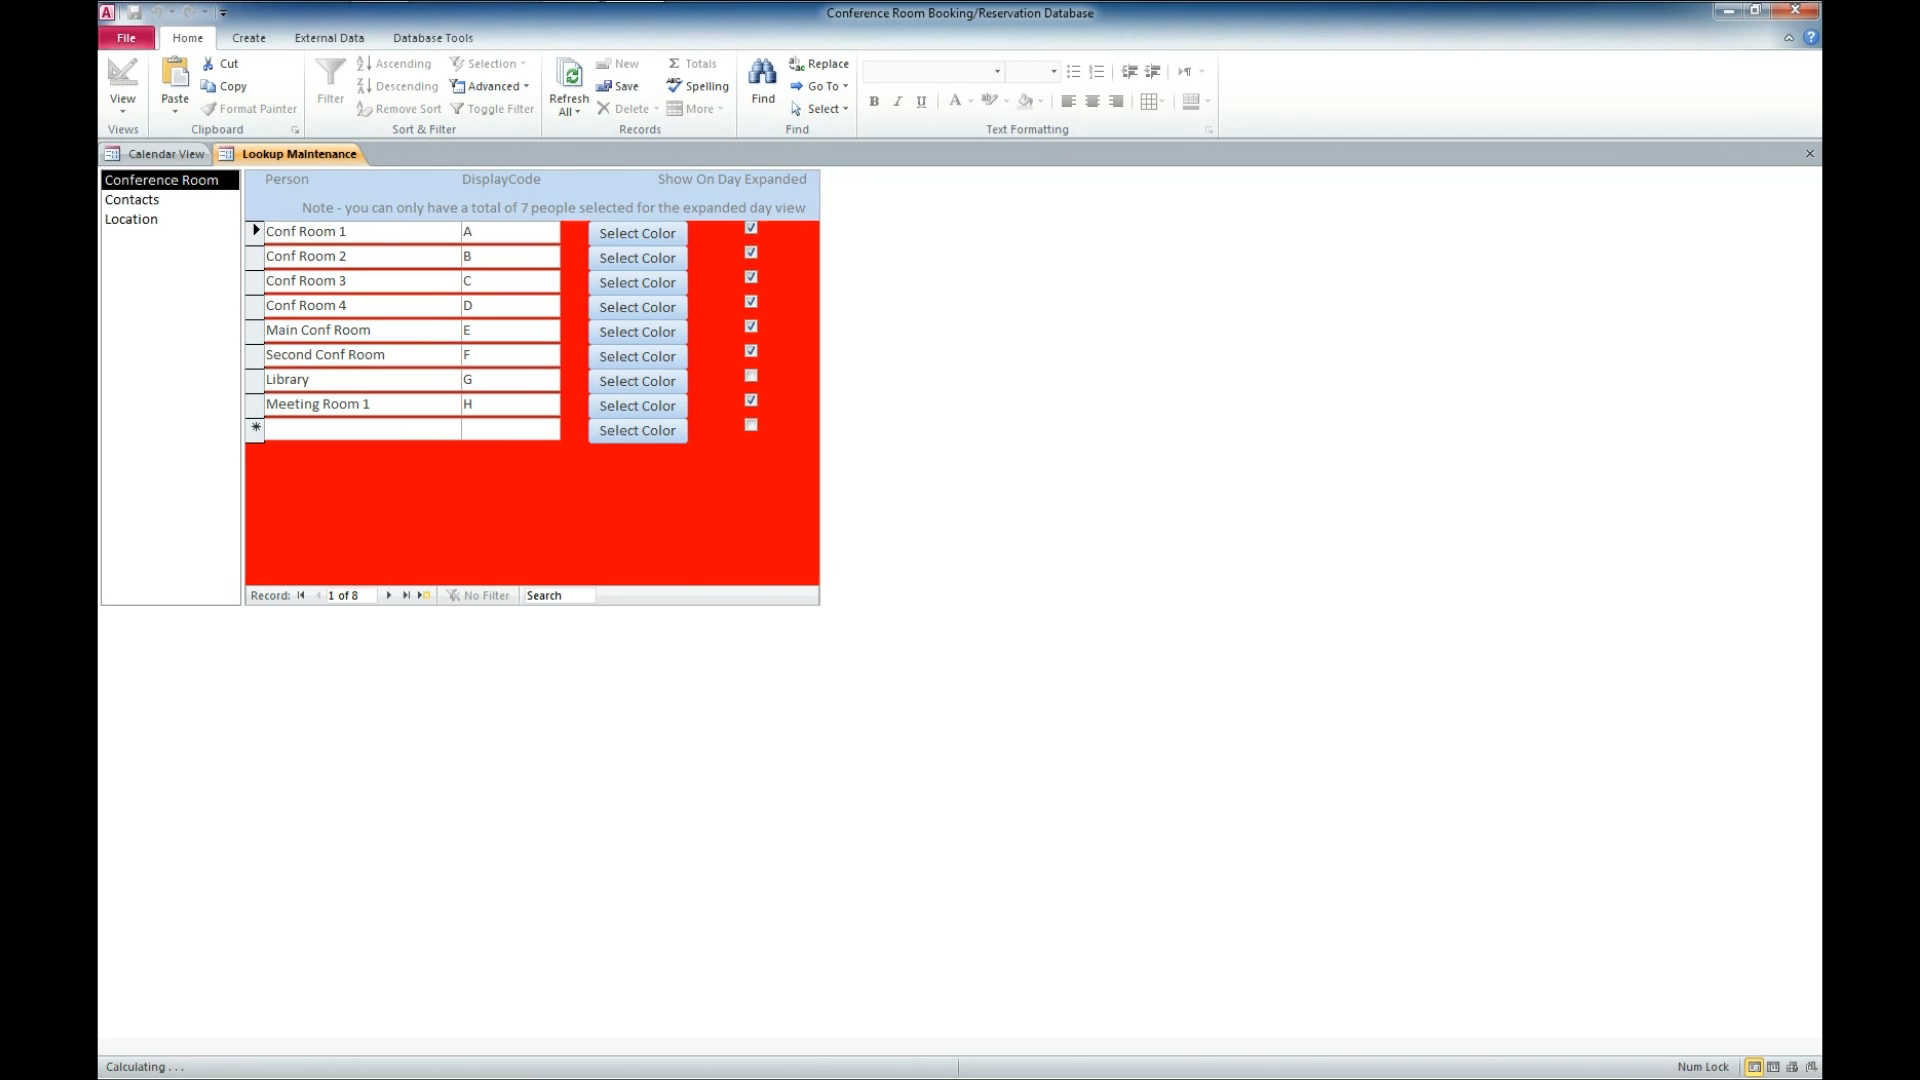 Conference Room Booking/Reservation Database
File Home Create External Data Database Tools
View
Views
Paste
Cut
Copy
Format Painter
Clipboard
Filter
Ascending
Descending
Remove Sort
Selection
Advanced
Toggle Filter
Sort & Filter
Refresh
All
New
Save
Delete
Totals
Spelling
More
Records
Find
Replace
Go To
Select
Find
B I U A
Text Formatting
Calendar View Lookup Maintenance
Conference Room
Contacts
Location
Person DisplayCode Show On Day Expanded
Note - you can only have a total of 7 people selected for the expanded day view
Conf Room 1 A Select Color
Conf Room 2 B Select Color
Conf Room 3 C Select Color
Conf Room 4 D Select Color
Main Conf Room E Select Color
Second Conf Room F Select Color
Library G Select Color
Meeting Room 1 H Select Color
Select Color
Record: 1 of 8 No Filter Search
Calculating . . . Num Lock